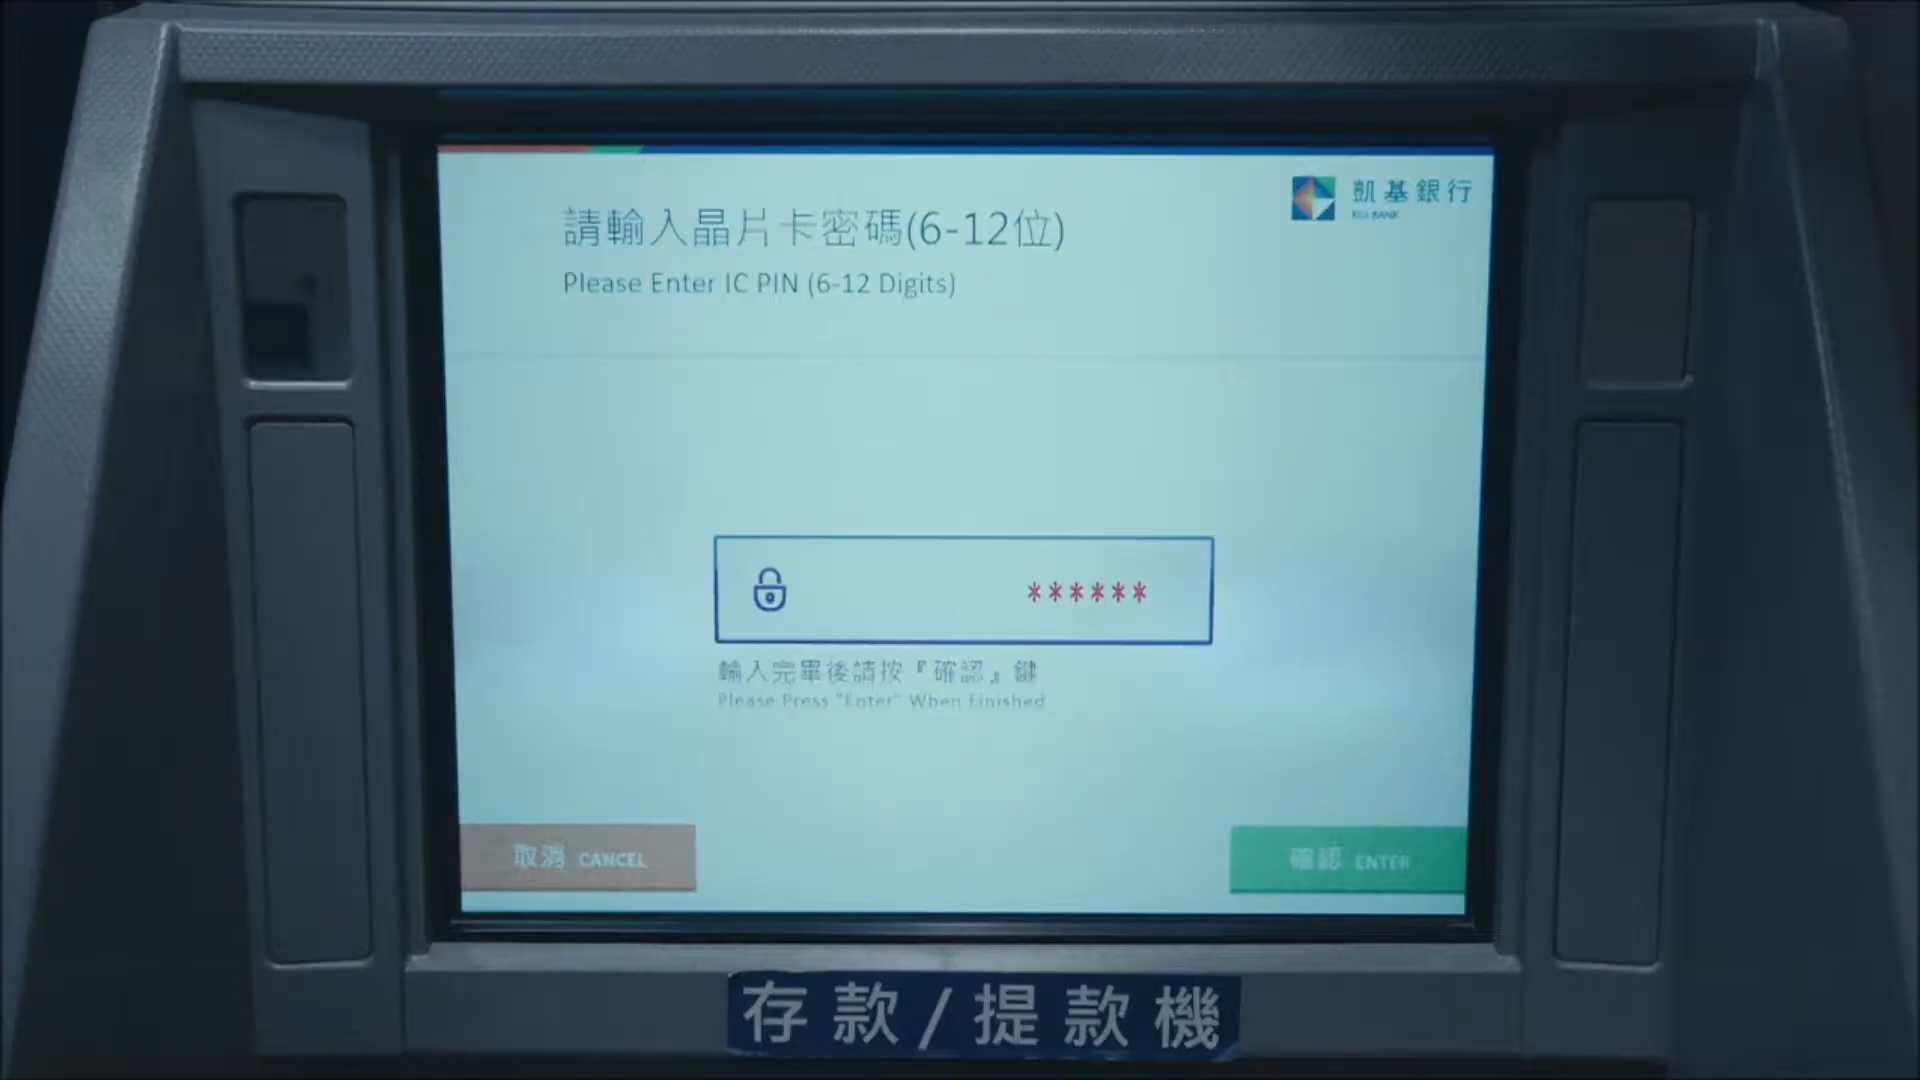 凱基銀行
KGI BANK
請輸入晶片卡密碼(6-12位)
Please Enter IC PIN (6-12 Digits)
******
輸入完畢後請按『確認』鍵
Please Press "Enter" When Finished
取消 CANCEL
確認 ENTER
存款/提款機